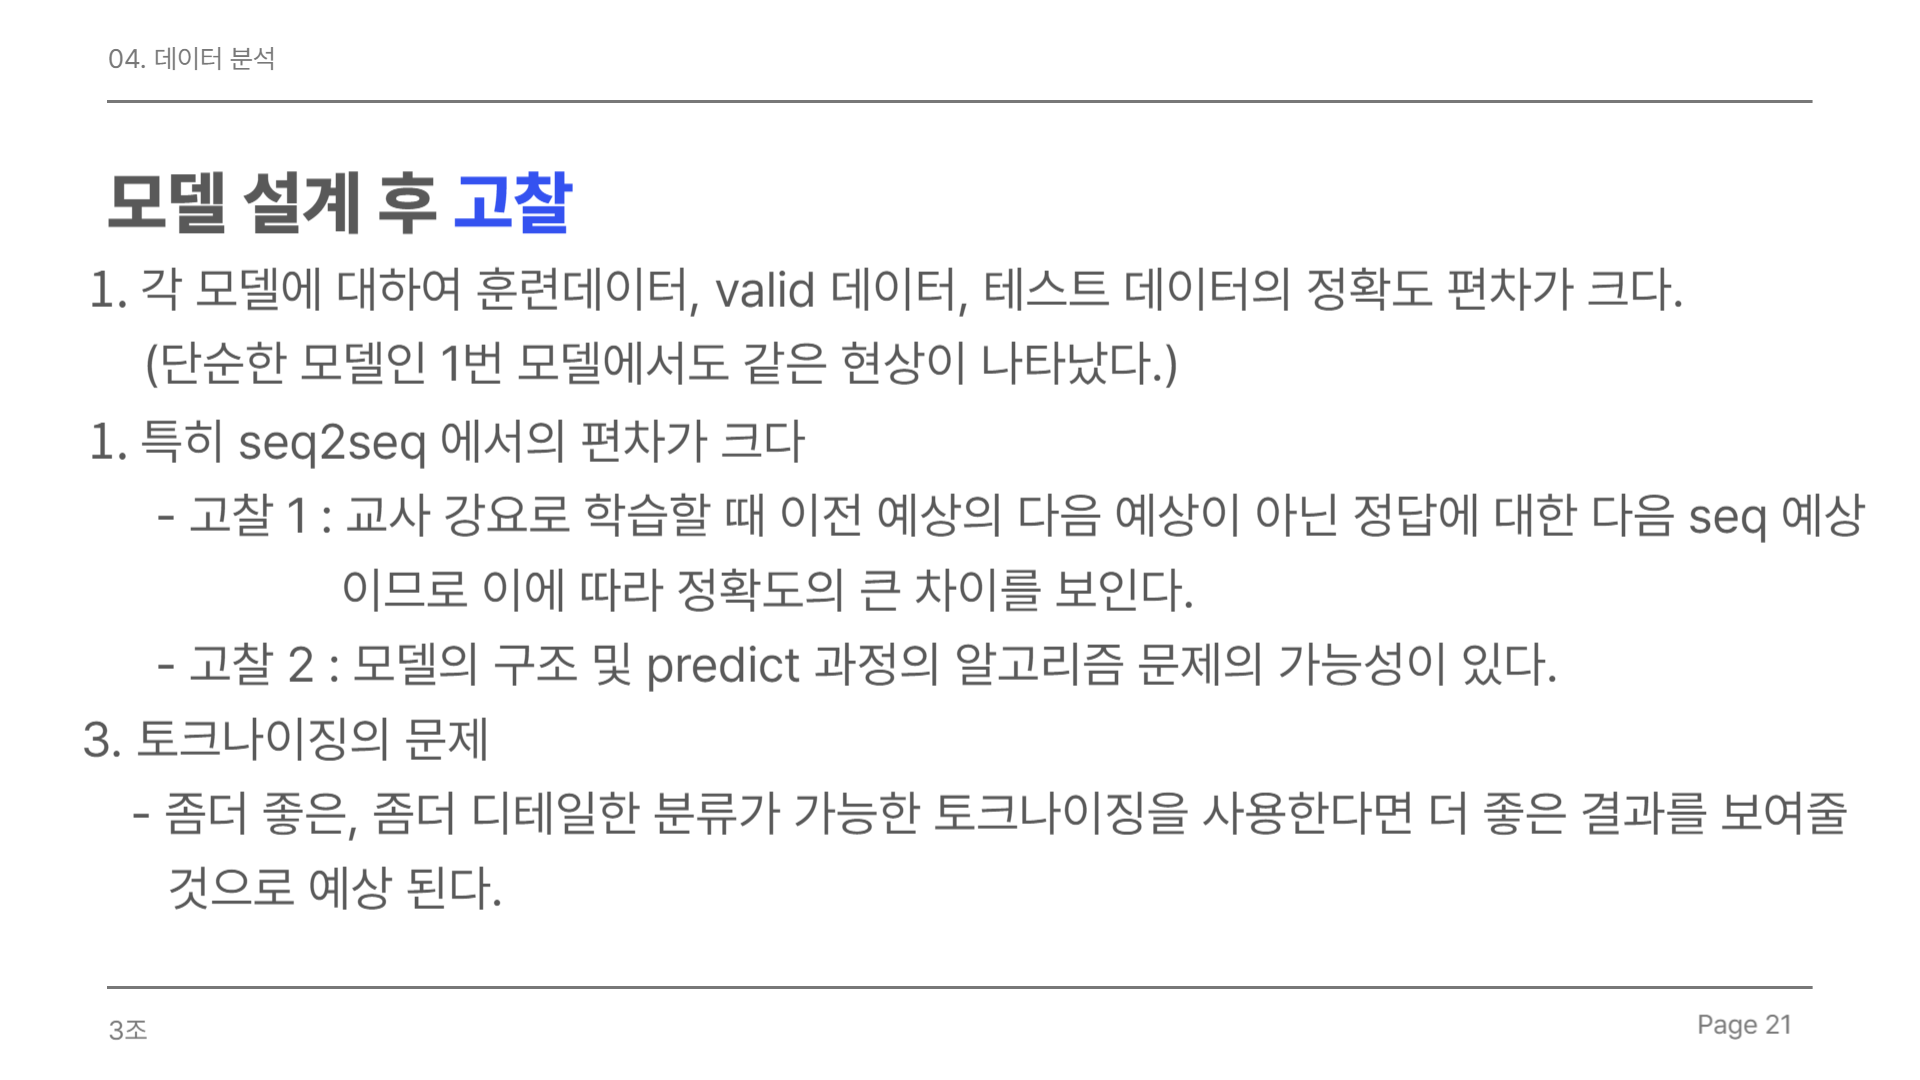 04. 데이터 분석
모델 설계 후 고찰
1. 각 모델에 대하여 훈련데이터, valid 데이터, 테스트 데이터의 정확도 편차가 크다.
(단순한 모델인 1번 모델에서도 같은 현상이 나타났다.)
1. 특히 seq2seq 에서의 편차가 크다
- 고찰 1 : 교사 강요로 학습할 때 이전 예상의 다음 예상이 아닌 정답에 대한 다음 seq 예상
이므로 이에 따라 정확도의 큰 차이를 보인다.
- 고찰 2 : 모델의 구조 및 predict 과정의 알고리즘 문제의 가능성이 있다.
3. 토크나이징의 문제
- 좀더 좋은, 좀더 디테일한 분류가 가능한 토크나이징을 사용한다면 더 좋은 결과를 보여줄
것으로 예상 된다.
3조
Page 21